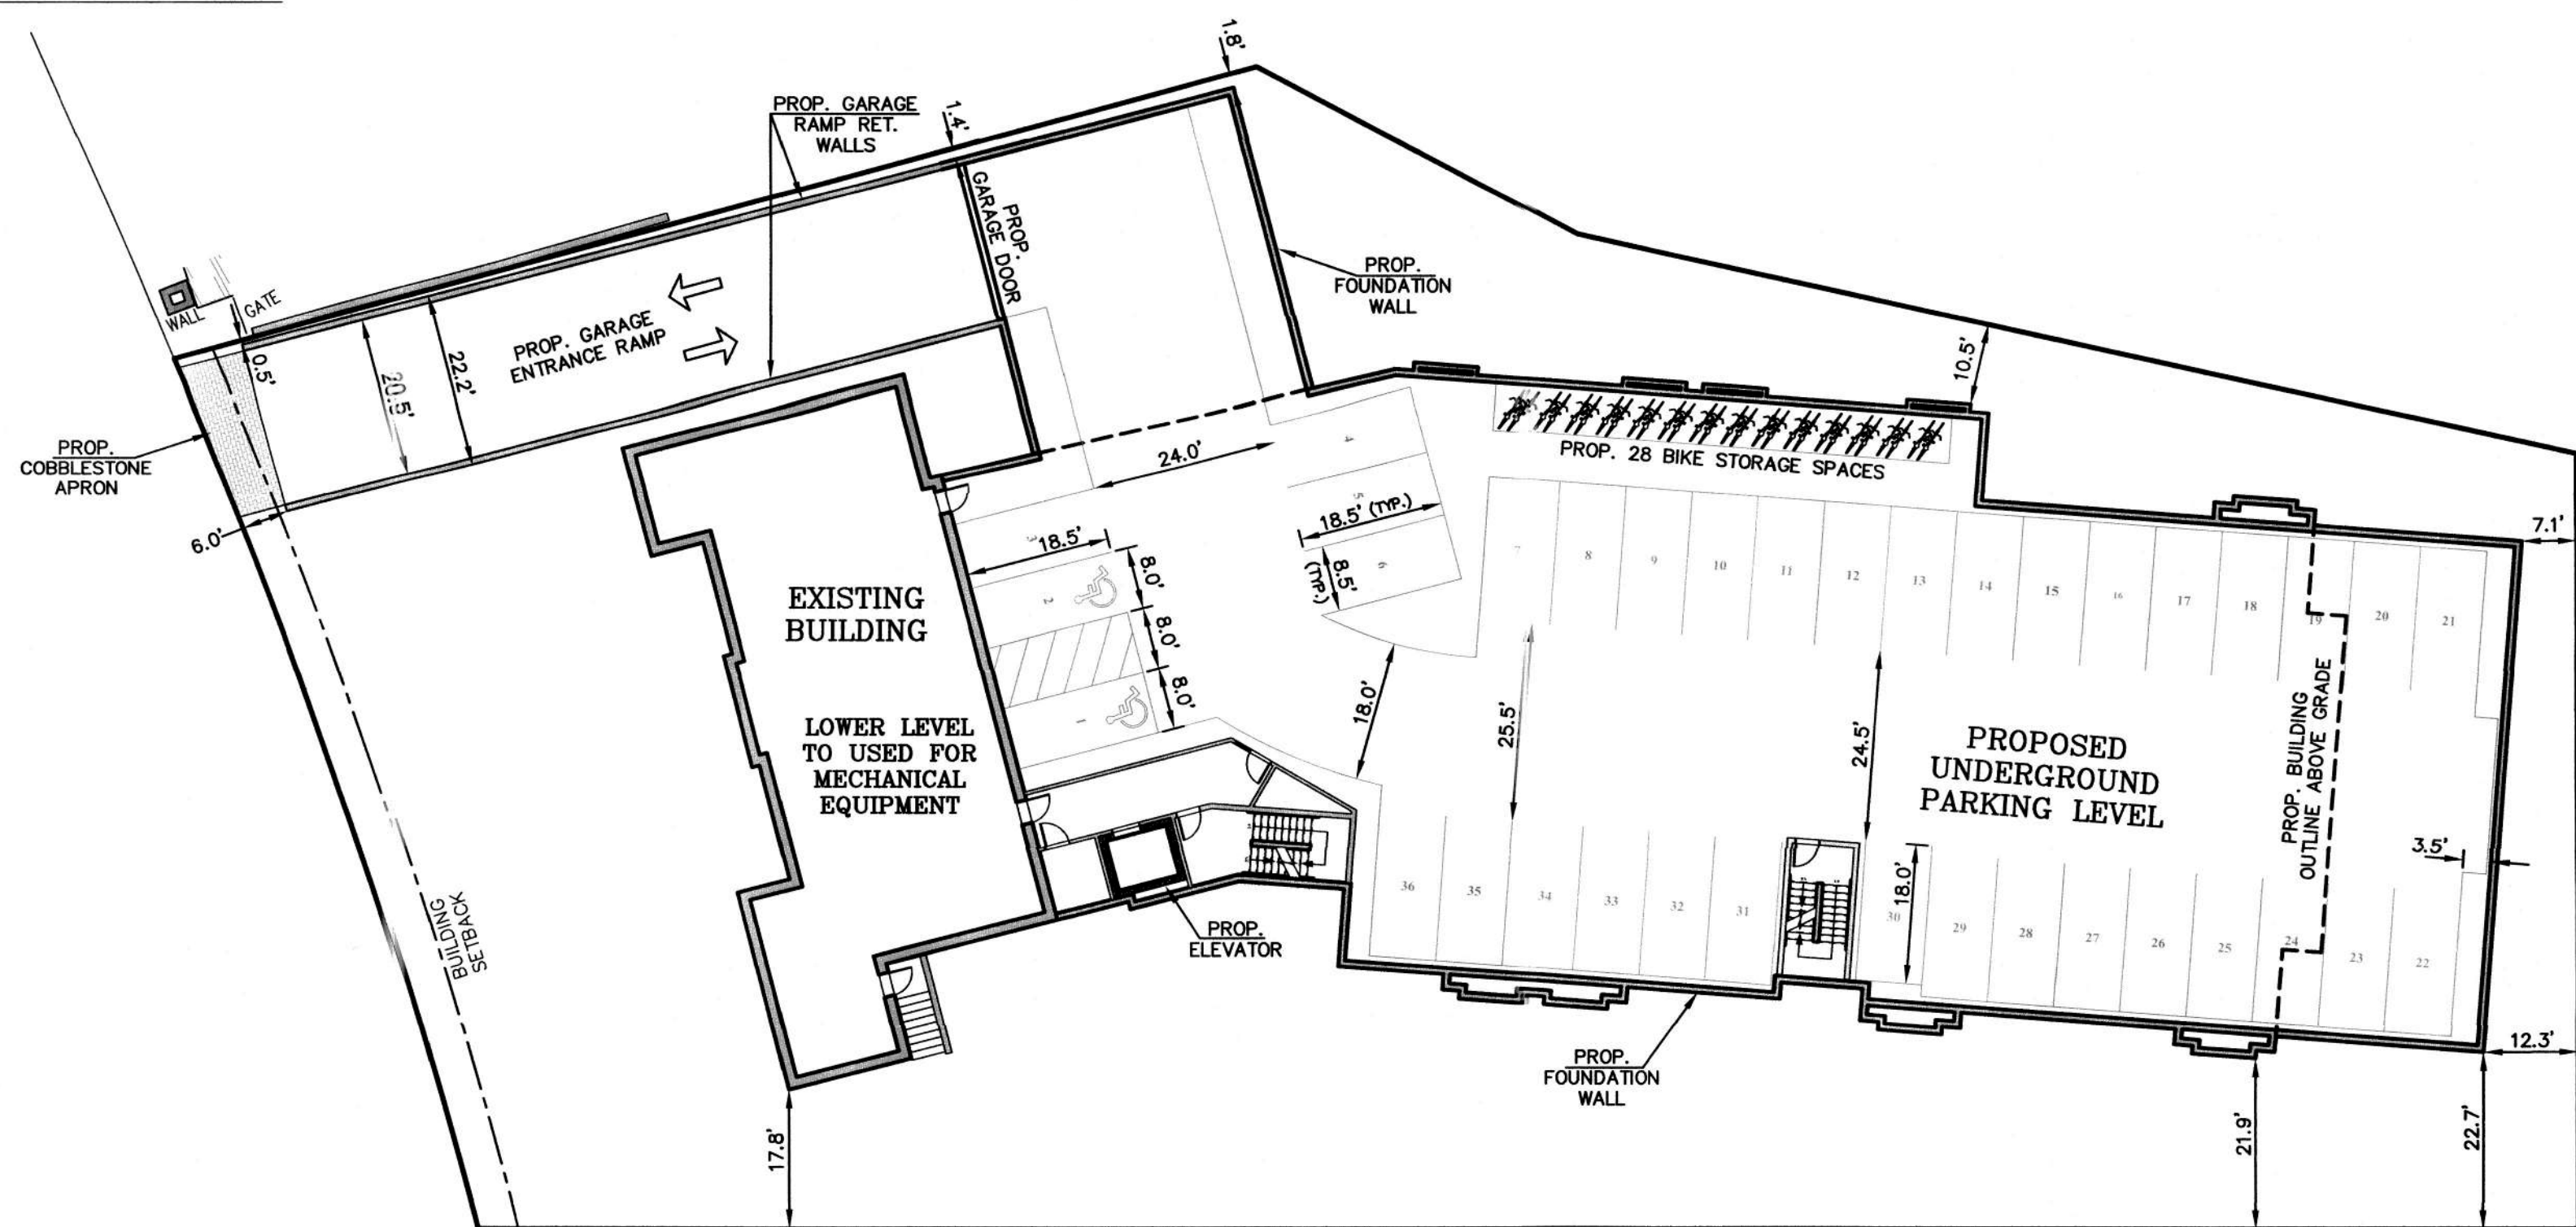 1.8'
PROP. GARAGE
RAMP RET.
WALLS
1.4'
PROP.
GARAGE DOOR
PROP.
FOUNDATION
WALL
WALL
GATE
0.5'
20.5'
22.2'
PROP. GARAGE
ENTRANCE RAMP
PROP.
COBBLESTONE
APRON
6.0'
10.5'
24.0'
PROP. 28 BIKE STORAGE SPACES
7.1'
4
5
18.5' (TYP.)
6
8.5'
(TYP.)
3
18.5'
2
8.0'
8.0'
8.0'
1
EXISTING
BUILDING
LOWER LEVEL
TO USED FOR
MECHANICAL
EQUIPMENT
7
8
9
10
11
12
13
14
15
16
17
18
19
20
21
18.0'
25.5'
24.5'
PROPOSED
UNDERGROUND
PARKING LEVEL
PROP. BUILDING
OUTLINE ABOVE GRADE
3.5'
36
35
34
33
32
31
30
18.0'
29
28
27
26
25
24
23
22
BUILDING
SETBACK
PROP.
ELEVATOR
PROP.
FOUNDATION
WALL
12.3'
17.8'
21.9'
22.7'